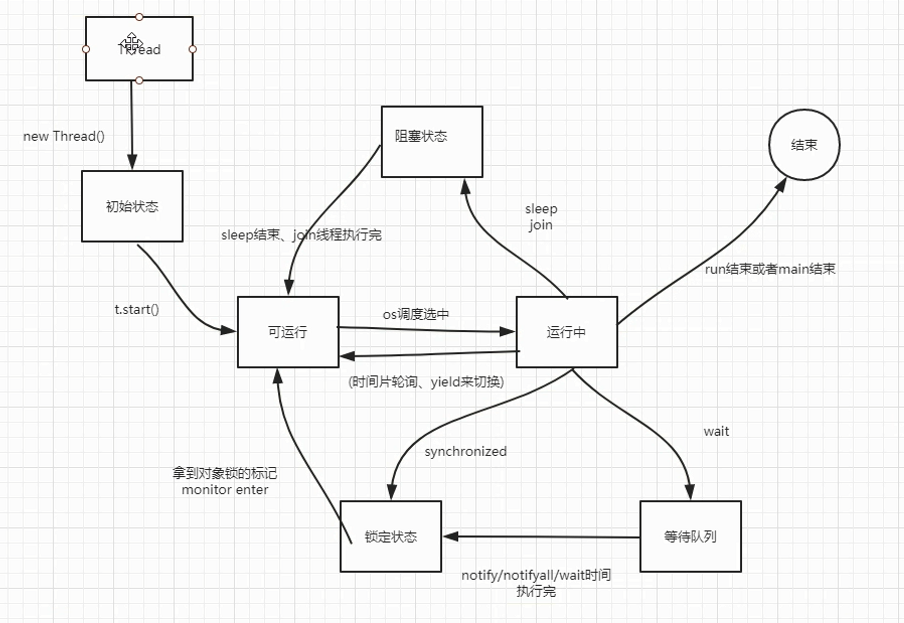 Thread
new Thread()
阻塞状态
结束
初始状态
sleep
join
sleep结束、join线程执行完
run结束或者main结束
t.start()
os调度选中
可运行
运行中
(时间片轮询、yield来切换)
wait
synchronized
拿到对象锁的标记
monitor enter
锁定状态
等待队列
notify/notifyall/wait时间
执行完